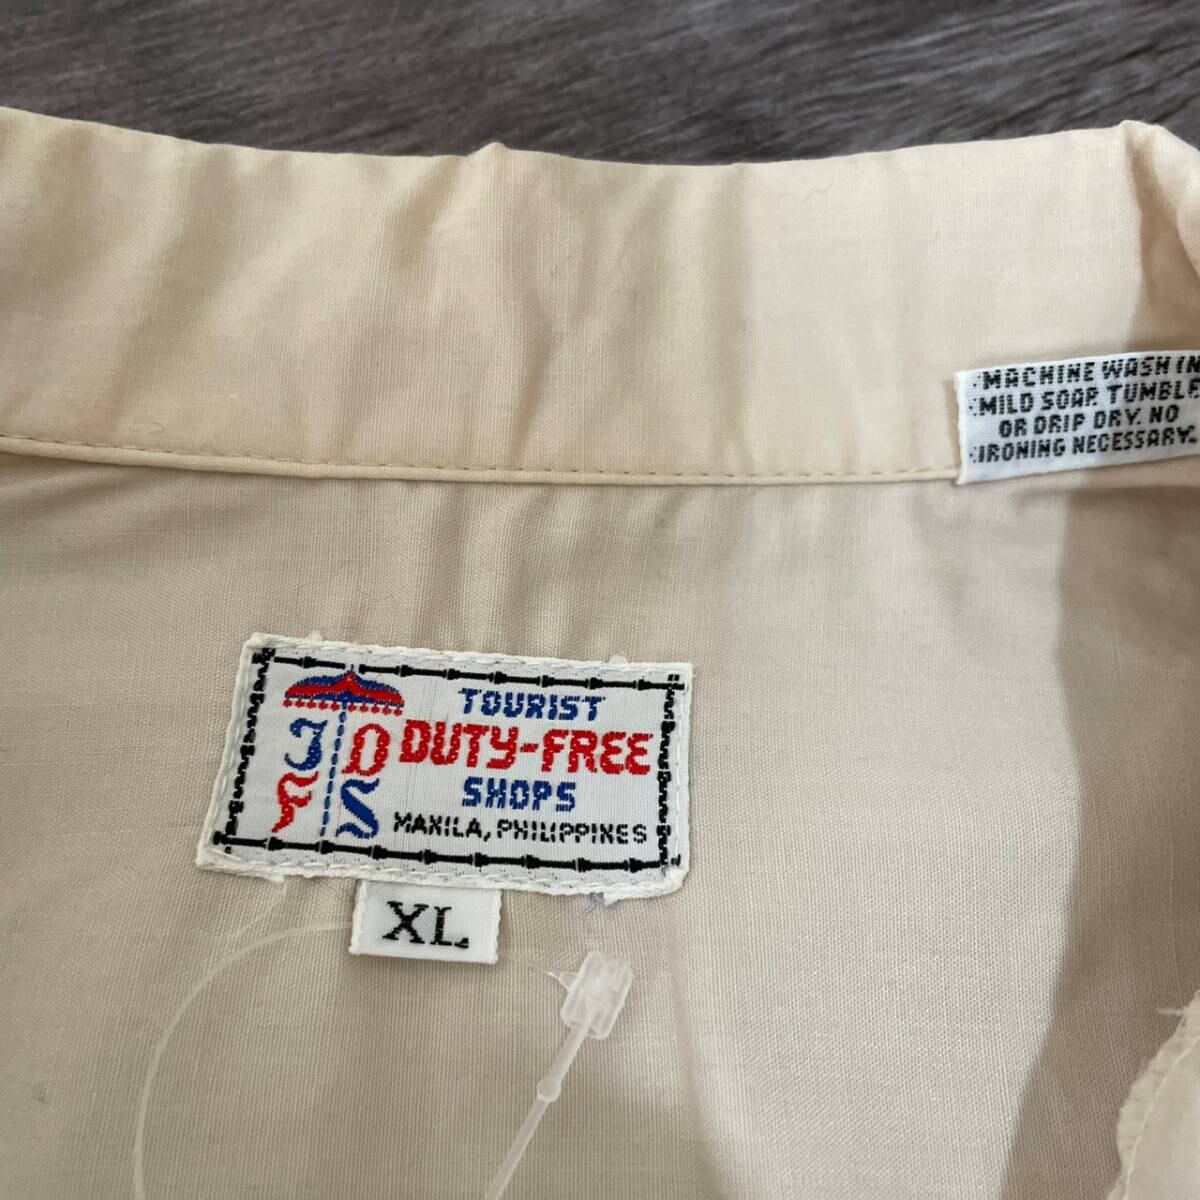 MACHINE WASH IN
MILD SOAP. TUMBLE
OR DRIP DRY. NO
IRONING NECESSARY.
T D
F S
TOURIST
DUTY-FREE
SHOPS
MANILA, PHILIPPINES
XL